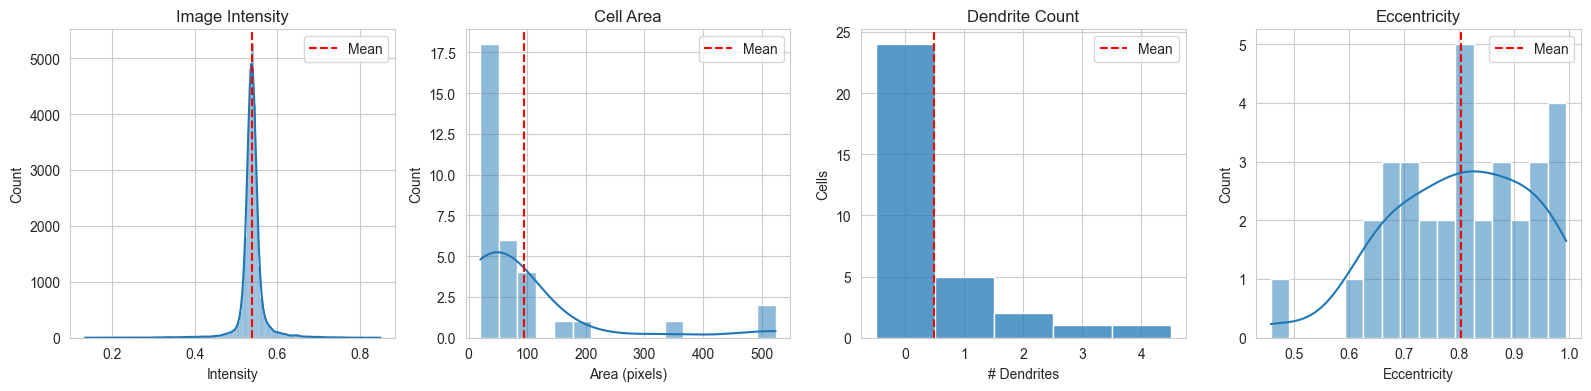 Image Intensity
Mean
Count
5000
4000
3000
2000
1000
0
0.2 0.4 0.6 0.8
Intensity
Cell Area
Mean
Count
17.5
15.0
12.5
10.0
7.5
5.0
2.5
0.0
0 100 200 300 400 500
Area (pixels)
Dendrite Count
Mean
Cells
25
20
15
10
5
0
0 1 2 3 4
# Dendrites
Eccentricity
Mean
Count
5
4
3
2
1
0
0.5 0.6 0.7 0.8 0.9 1.0
Eccentricity